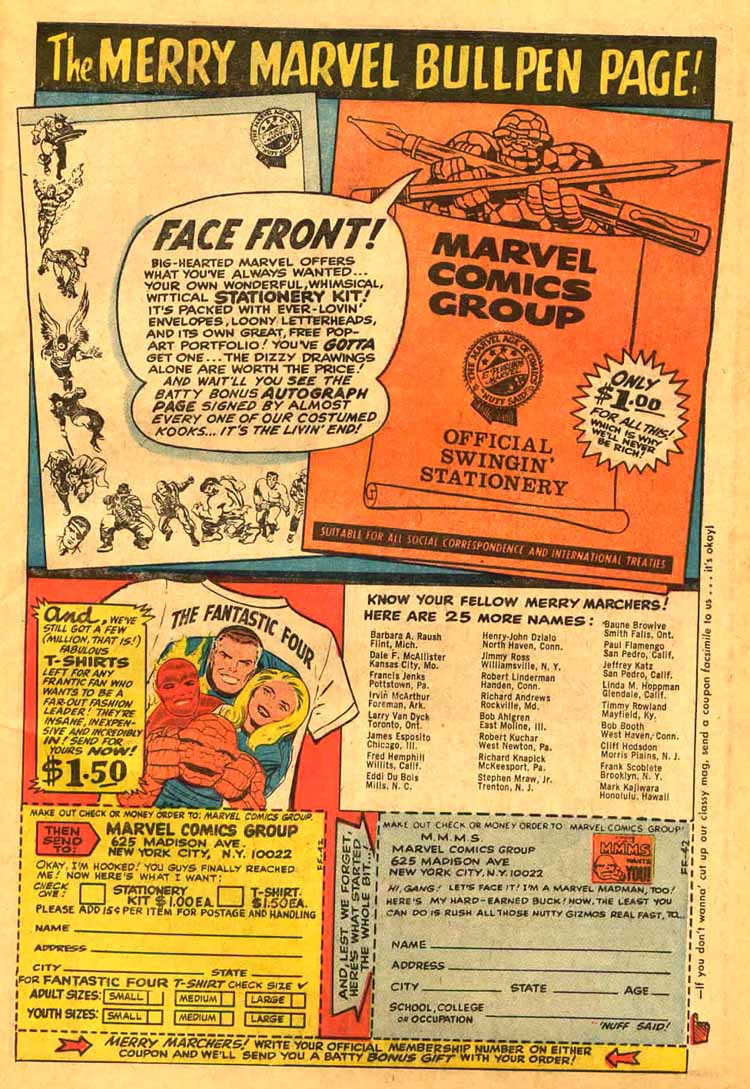 The MERRY MARVEL BULLPEN PAGE!
THE MARVEL AGE OF COMICS
'NUFF SAID!
FACE FRONT!
BIG-HEARTED MARVEL OFFERS
WHAT YOU'VE ALWAYS WANTED...
YOUR OWN WONDERFUL, WHIMSICAL,
WITTICAL STATIONERY KIT!
IT'S PACKED WITH EVER-LOVIN'
ENVELOPES, LOONY LETTERHEADS,
AND ITS OWN GREAT, FREE POP-
ART PORTFOLIO! YOU'VE GOTTA
GET ONE...THE DIZZY DRAWINGS
ALONE ARE WORTH THE PRICE!
AND WAIT'LL YOU SEE THE
BATTY BONUS AUTOGRAPH
PAGE SIGNED BY ALMOST
EVERY ONE OF OUR COSTUMED
KOOKS... IT'S THE LIVIN' END!
MARVEL
COMICS
GROUP
THE MARVEL AGE OF COMICS
'NUFF SAID!
OFFICIAL
SWINGIN'
STATIONERY
ONLY
$1.00
FOR ALL THIS!
WHICH IS WHY
WE'LL NEVER
BE RICH!
SUITABLE FOR ALL SOCIAL CORRESPONDENCE AND INTERNATIONAL TREATIES
And, WE'VE
STILL GOT A FEW
(MILLION, THAT IS!)
FABULOUS
T-SHIRTS
LEFT FOR ANY
FRANTIC FAN WHO
WANTS TO BE A
FAR-OUT FASHION
LEADER! THEY'RE
INSANE, INEXPEN-
SIVE AND INCREDIBLY
IN! SEND FOR
YOURS NOW!
$1.50
THE FANTASTIC FOUR
KNOW YOUR FELLOW MERRY MARCHERS!
HERE ARE 25 MORE NAMES:
Barbara A. Raush
Flint, Mich.
Dale F. McAllister
Kansas City, Mo.
Francis Jenks
Pottstown, Pa.
Irvin McArthur
Foreman, Ark.
Larry Van Dyck
Toronto, Ont.
James Esposito
Chicago, Ill.
Fred Hemphill
Willits, Calif.
Eddi Du Bois
Mills, N. C.
Henry-John Dzialo
North Haven, Conn.
Jimmy Ross
Williamsville, N. Y.
Robert Linderman
Handen, Conn.
Richard Andrews
Rockville, Md.
Bob Ahlgren
East Moline, Ill.
Robert Kuchar
West Newton, Pa.
Richard Knapick
McKeesport, Pa.
Stephen Mraw, Jr.
Trenton, N. J.
Baune Browive
Smith Falls, Ont.
Paul Flamengo
San Pedro, Calif.
Jeffrey Katz
San Pedro, Calif.
Linda M. Hoppman
Glendale, Calif.
Timmy Rowland
Mayfield, Ky.
Bob Booth
West Haven, Conn.
Cliff Hodson
Morris Plains, N. J.
Frank Scoblete
Brooklyn, N. Y.
Mark Kajiwara
Honolulu, Hawaii
—If you don't wanna' cut up our classy mag, send a coupon facsimile to us . . . it's okay!
MAKE OUT CHECK OR MONEY ORDER TO: MARVEL COMICS GROUP.
THEN
SEND
TO:
MARVEL COMICS GROUP
625 MADISON AVE.
NEW YORK CITY, N.Y. 10022
FF-42
OKAY, I'M HOOKED! YOU GUYS FINALLY REACHED
ME! NOW HERE'S WHAT I WANT:
CHECK
ONE:
STATIONERY
KIT $1.00 EA.
T-SHIRT
$1.50 EA.
PLEASE ADD 15¢ PER ITEM FOR POSTAGE AND HANDLING
NAME
ADDRESS
CITY STATE
FOR FANTASTIC FOUR T-SHIRT CHECK SIZE ✓
ADULT SIZES: SMALL MEDIUM LARGE
YOUTH SIZES: SMALL MEDIUM LARGE
AND, LEST WE FORGET,
HERE'S WHAT STARTED
THE WHOLE BIT...!
MAKE OUT CHECK OR MONEY ORDER TO MARVEL COMICS GROUP
M.M.M.S.
MARVEL COMICS GROUP
625 MADISON AVE
NEW YORK CITY, N.Y. 10022
M.M.M.S
WANTS
YOU!
FF-42
HI, GANG! LET'S FACE IT! I'M A MARVEL MADMAN, TOO!
HERE'S MY HARD-EARNED BUCK! NOW, THE LEAST YOU
CAN DO IS RUSH ALL THOSE NUTTY GIZMOS REAL FAST, TO...
NAME
ADDRESS
CITY STATE AGE
SCHOOL, COLLEGE
OR OCCUPATION
'NUFF SAID!
MERRY MARCHERS! WRITE YOUR OFFICIAL MEMBERSHIP NUMBER ON EITHER
COUPON AND WE'LL SEND YOU A BATTY BONUS GIFT WITH YOUR ORDER!